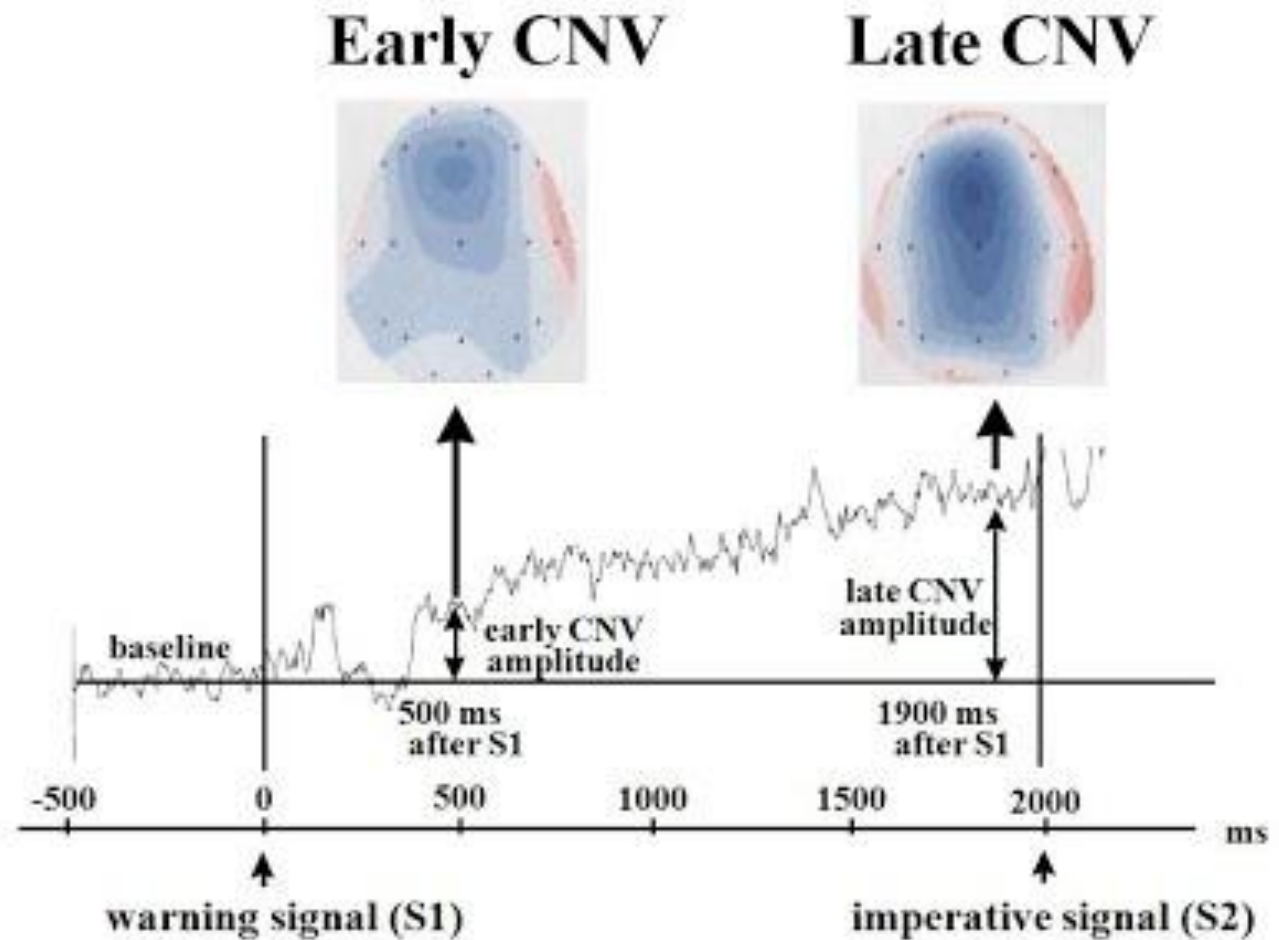 Early CNV
Late CNV
baseline
early CNV
amplitude
late CNV
amplitude
500 ms
after S1
1900 ms
after S1
-500
0
500
1000
1500
2000
ms
warning signal (S1)
imperative signal (S2)